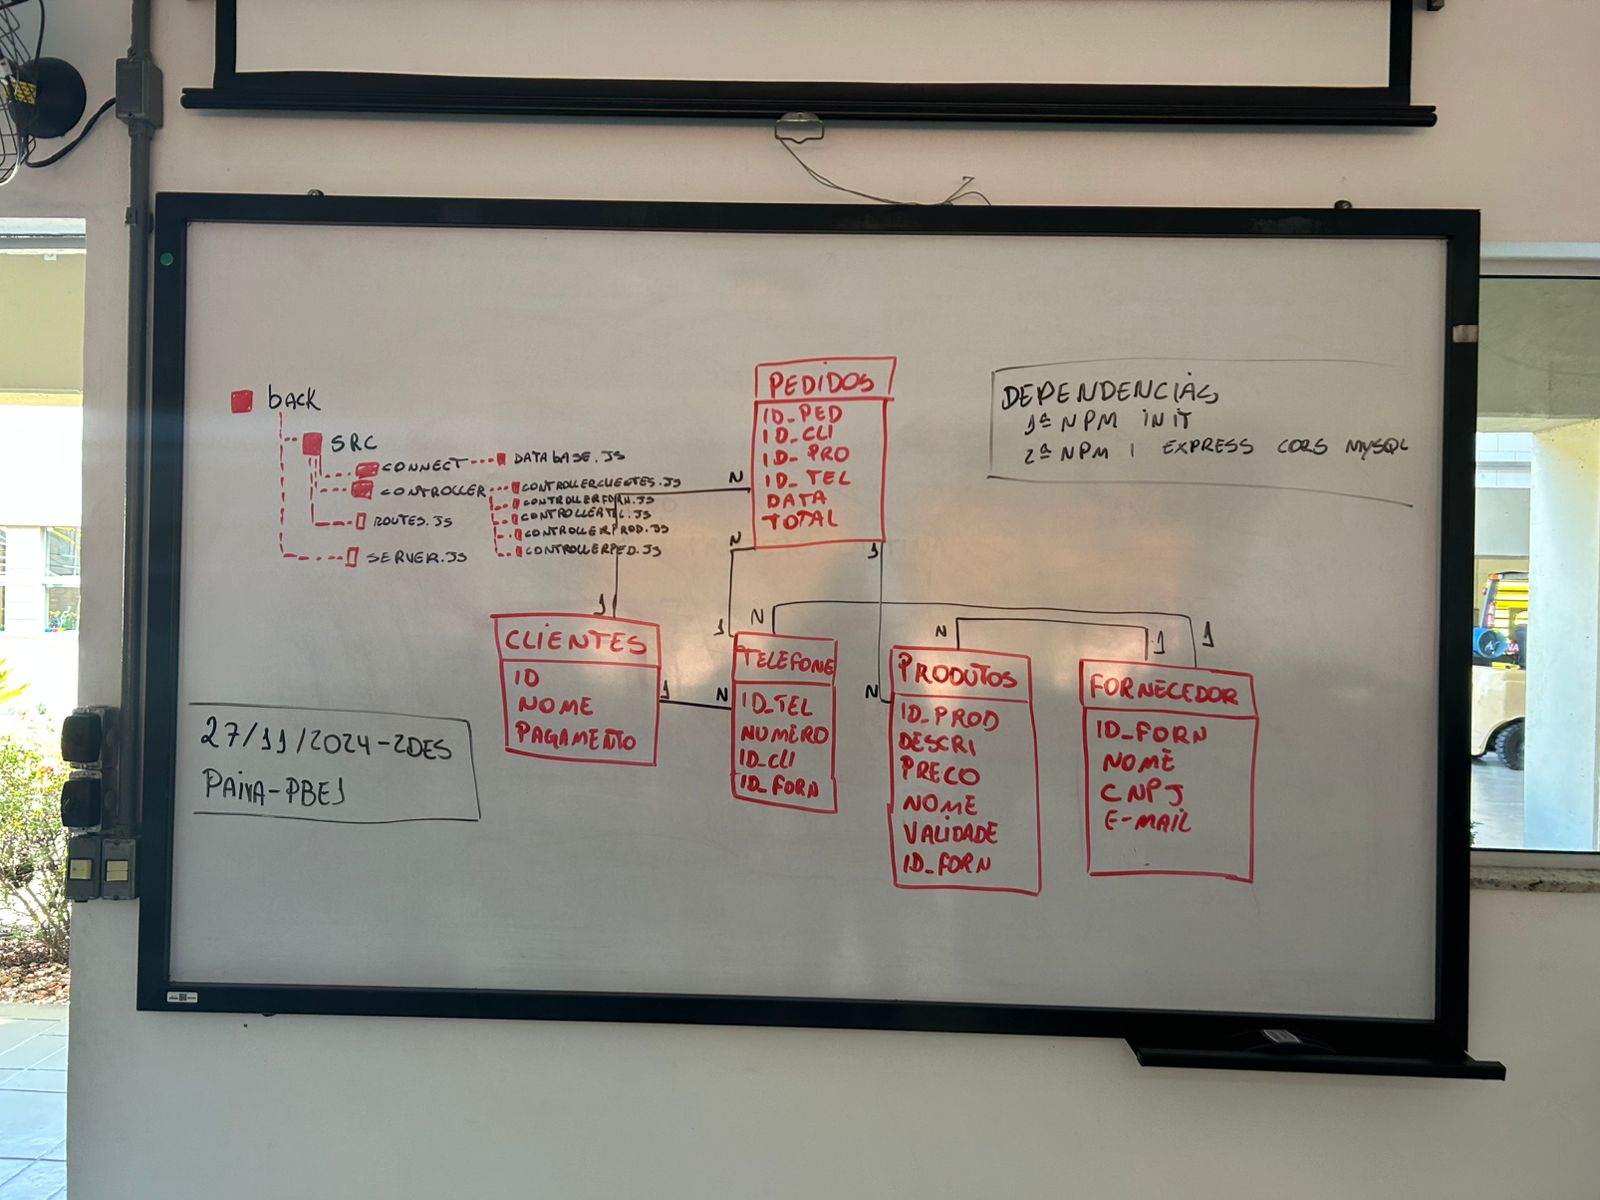 back
SRC
CONNECT
DATABASE.JS
CONTROLLER
CONTROLLERCLIENTES.JS
CONTROLLERFORN.JS
CONTROLLERTEL.JS
CONTROLLERPROD.JS
CONTROLLERPED.JS
ROUTES.JS
SERVER.JS
PEDIDOS
ID_PED
ID_CLI
ID_PRO
ID_TEL
DATA
TOTAL
N
N
1
DEPENDENCIAS
1º NPM INIT
2º NPM I EXPRESS CORS MYSQL
1
CLIENTES
ID
NOME
PAGAMENTO
1
N
1
N
TELEFONE
ID_TEL
NUMERO
ID_CLI
ID_FORN
N
N
PRODUTOS
ID_PROD
DESCRI
PRECO
NOME
VALIDADE
ID_FORN
1
1
FORNECEDOR
ID_FORN
NOME
CNPJ
E-MAIL
27/11/2024-2DES
PAIVA-PBE1